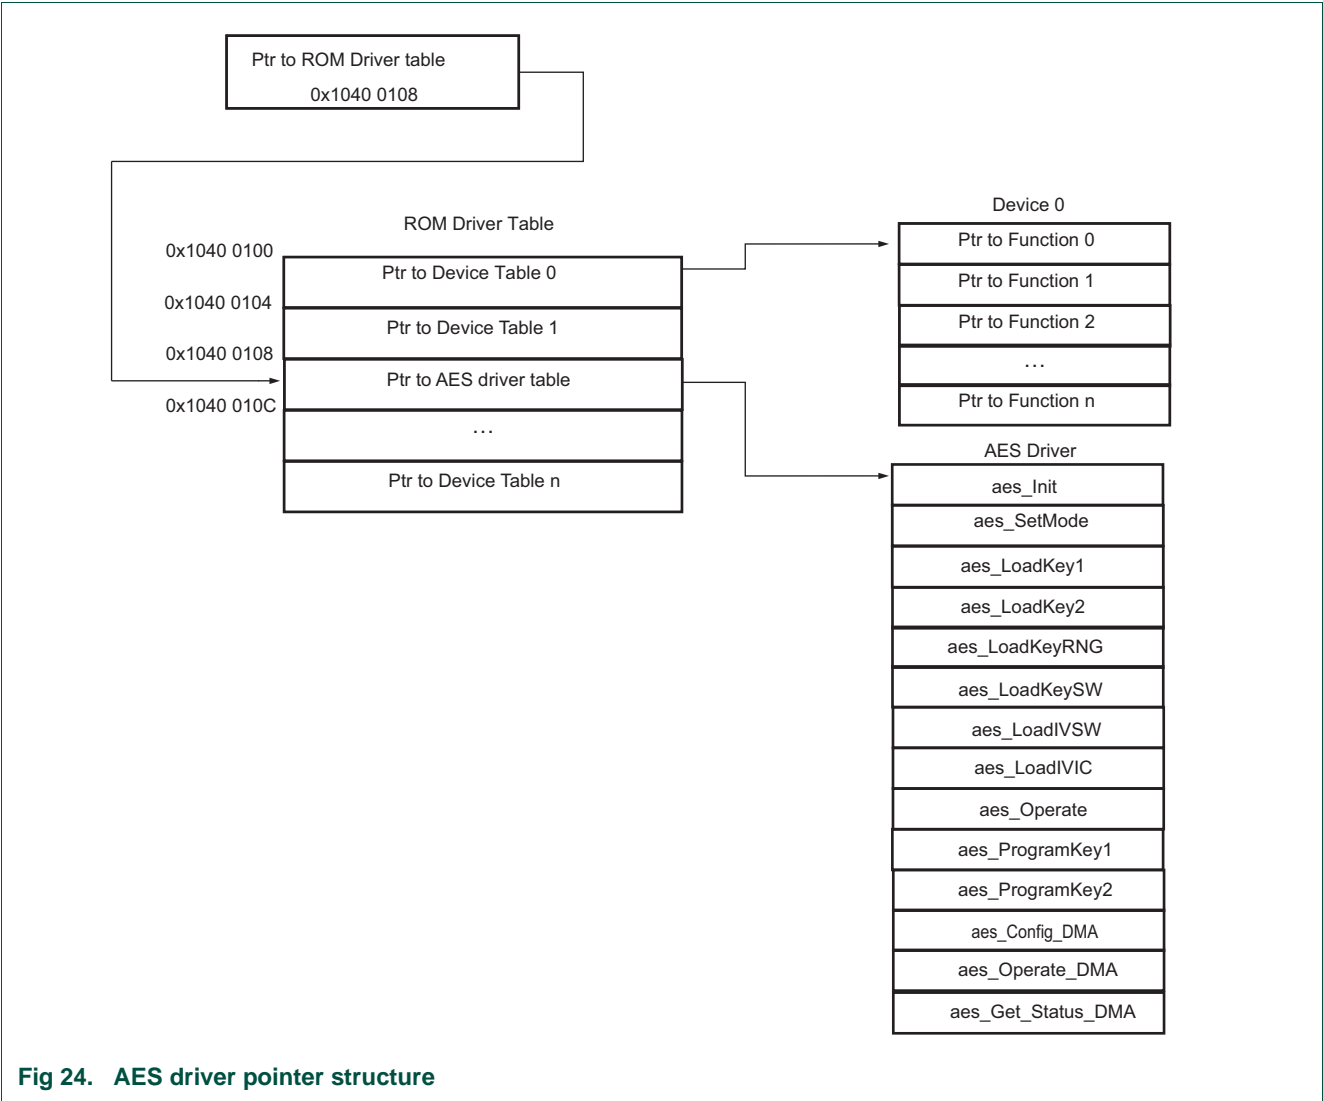 Ptr to ROM Driver table
0x1040 0108
ROM Driver Table
0x1040 0100
Ptr to Device Table 0
0x1040 0104
Ptr to Device Table 1
0x1040 0108
Ptr to AES driver table
0x1040 010C
...
Ptr to Device Table n
Device 0
Ptr to Function 0
Ptr to Function 1
Ptr to Function 2
...
Ptr to Function n
AES Driver
aes_Init
aes_SetMode
aes_LoadKey1
aes_LoadKey2
aes_LoadKeyRNG
aes_LoadKeySW
aes_LoadIVSW
aes_LoadIVIC
aes_Operate
aes_ProgramKey1
aes_ProgramKey2
aes_Config_DMA
aes_Operate_DMA
aes_Get_Status_DMA
Fig 24. AES driver pointer structure